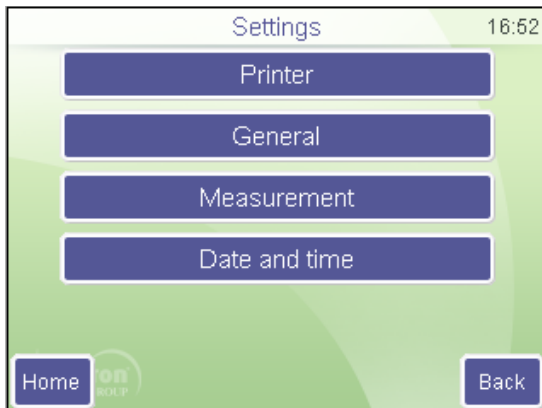 Settings 16:52
Printer
General
Measurement
Date and time
Home
Back